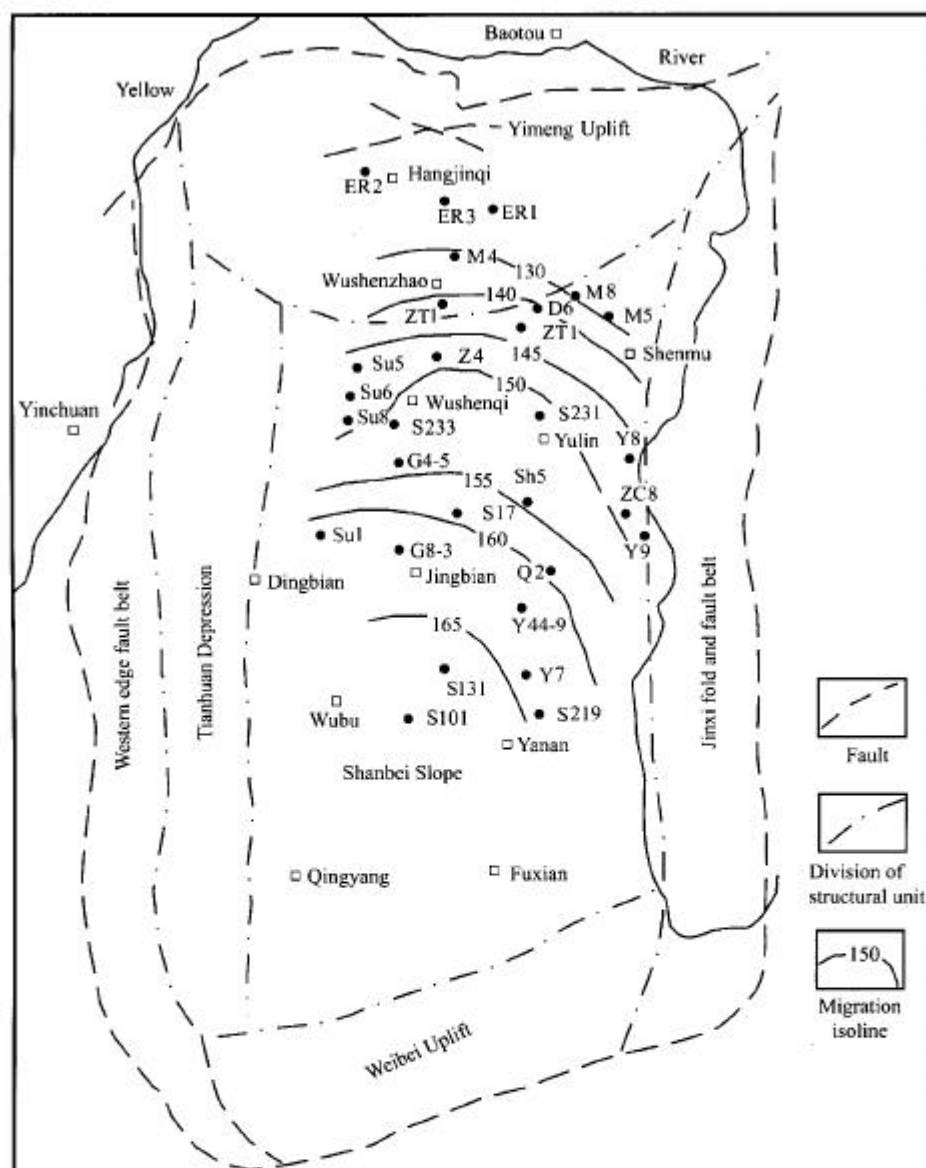 Baotou
River
Yellow
Yimeng Uplift
Hangjinqi
ER2
ER3
ER1
M4
130
Wushenzhao
140
M8
D6
M5
ZT1
ZT1
145
Shenmu
Su5
Z4
150
Su6
Wushenqi
Yinchuan
Su8
S233
S231
Yulin
Y8
G4-5
155
Sh5
ZC8
S17
Su1
160
Y9
G8-3
Dingbian
Jingbian
Q2
Y44-9
165
S131
Y7
Wubu
S101
S219
Yanan
Shanbei Slope
Western edge fault belt
Tianhuan Depression
Jinxi fold and fault belt
Qingyang
Fuxian
Weibei Uplift
Fault
Division of
structural unit
150
Migration
isoline